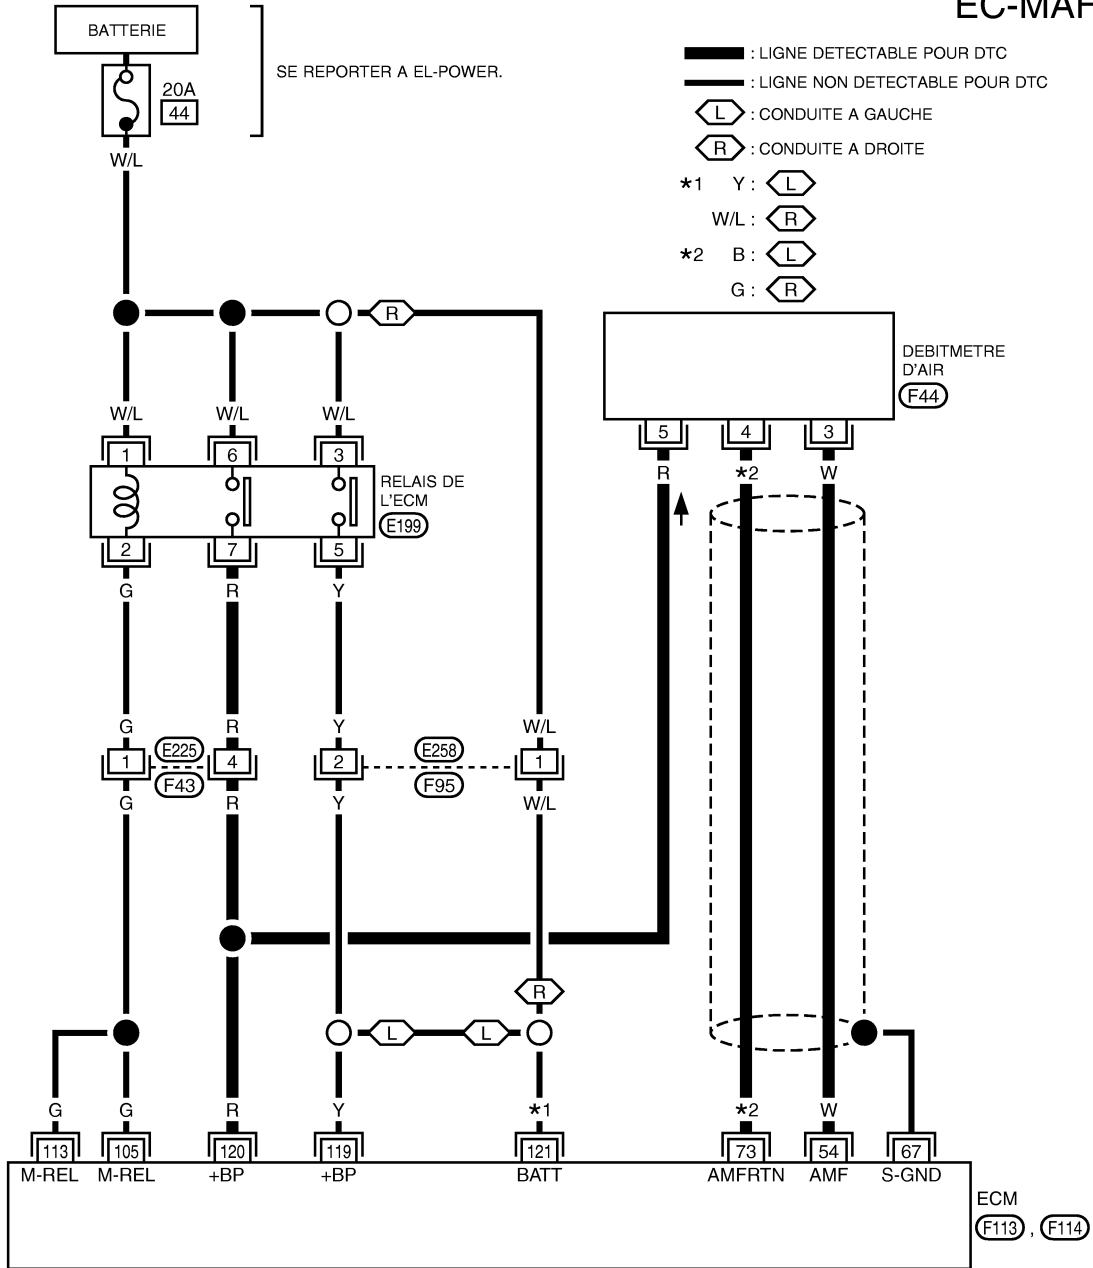 EC-MAF
BATTERIE
20A
44
SE REPORTER A EL-POWER.
: LIGNE DETECTABLE POUR DTC
: LIGNE NON DETECTABLE POUR DTC
L : CONDUITE A GAUCHE
R : CONDUITE A DROITE
*1 Y : L
W/L : R
*2 B : L
G : R
W/L
R
DEBITMETRE
D'AIR
F44
5 4 3
R *2 W
W/L W/L W/L
1 6 3
RELAIS DE
L'ECM
E199
2 7 5
G R Y
G R Y W/L
1 E225 F43 4 2 E258 F95 1
G R Y W/L
R
L L
G G R Y *1 *2 W
113 105 120 119 121 73 54 67
M-REL M-REL +BP +BP BATT AMFRTN AMF S-GND
ECM
F113 , F114